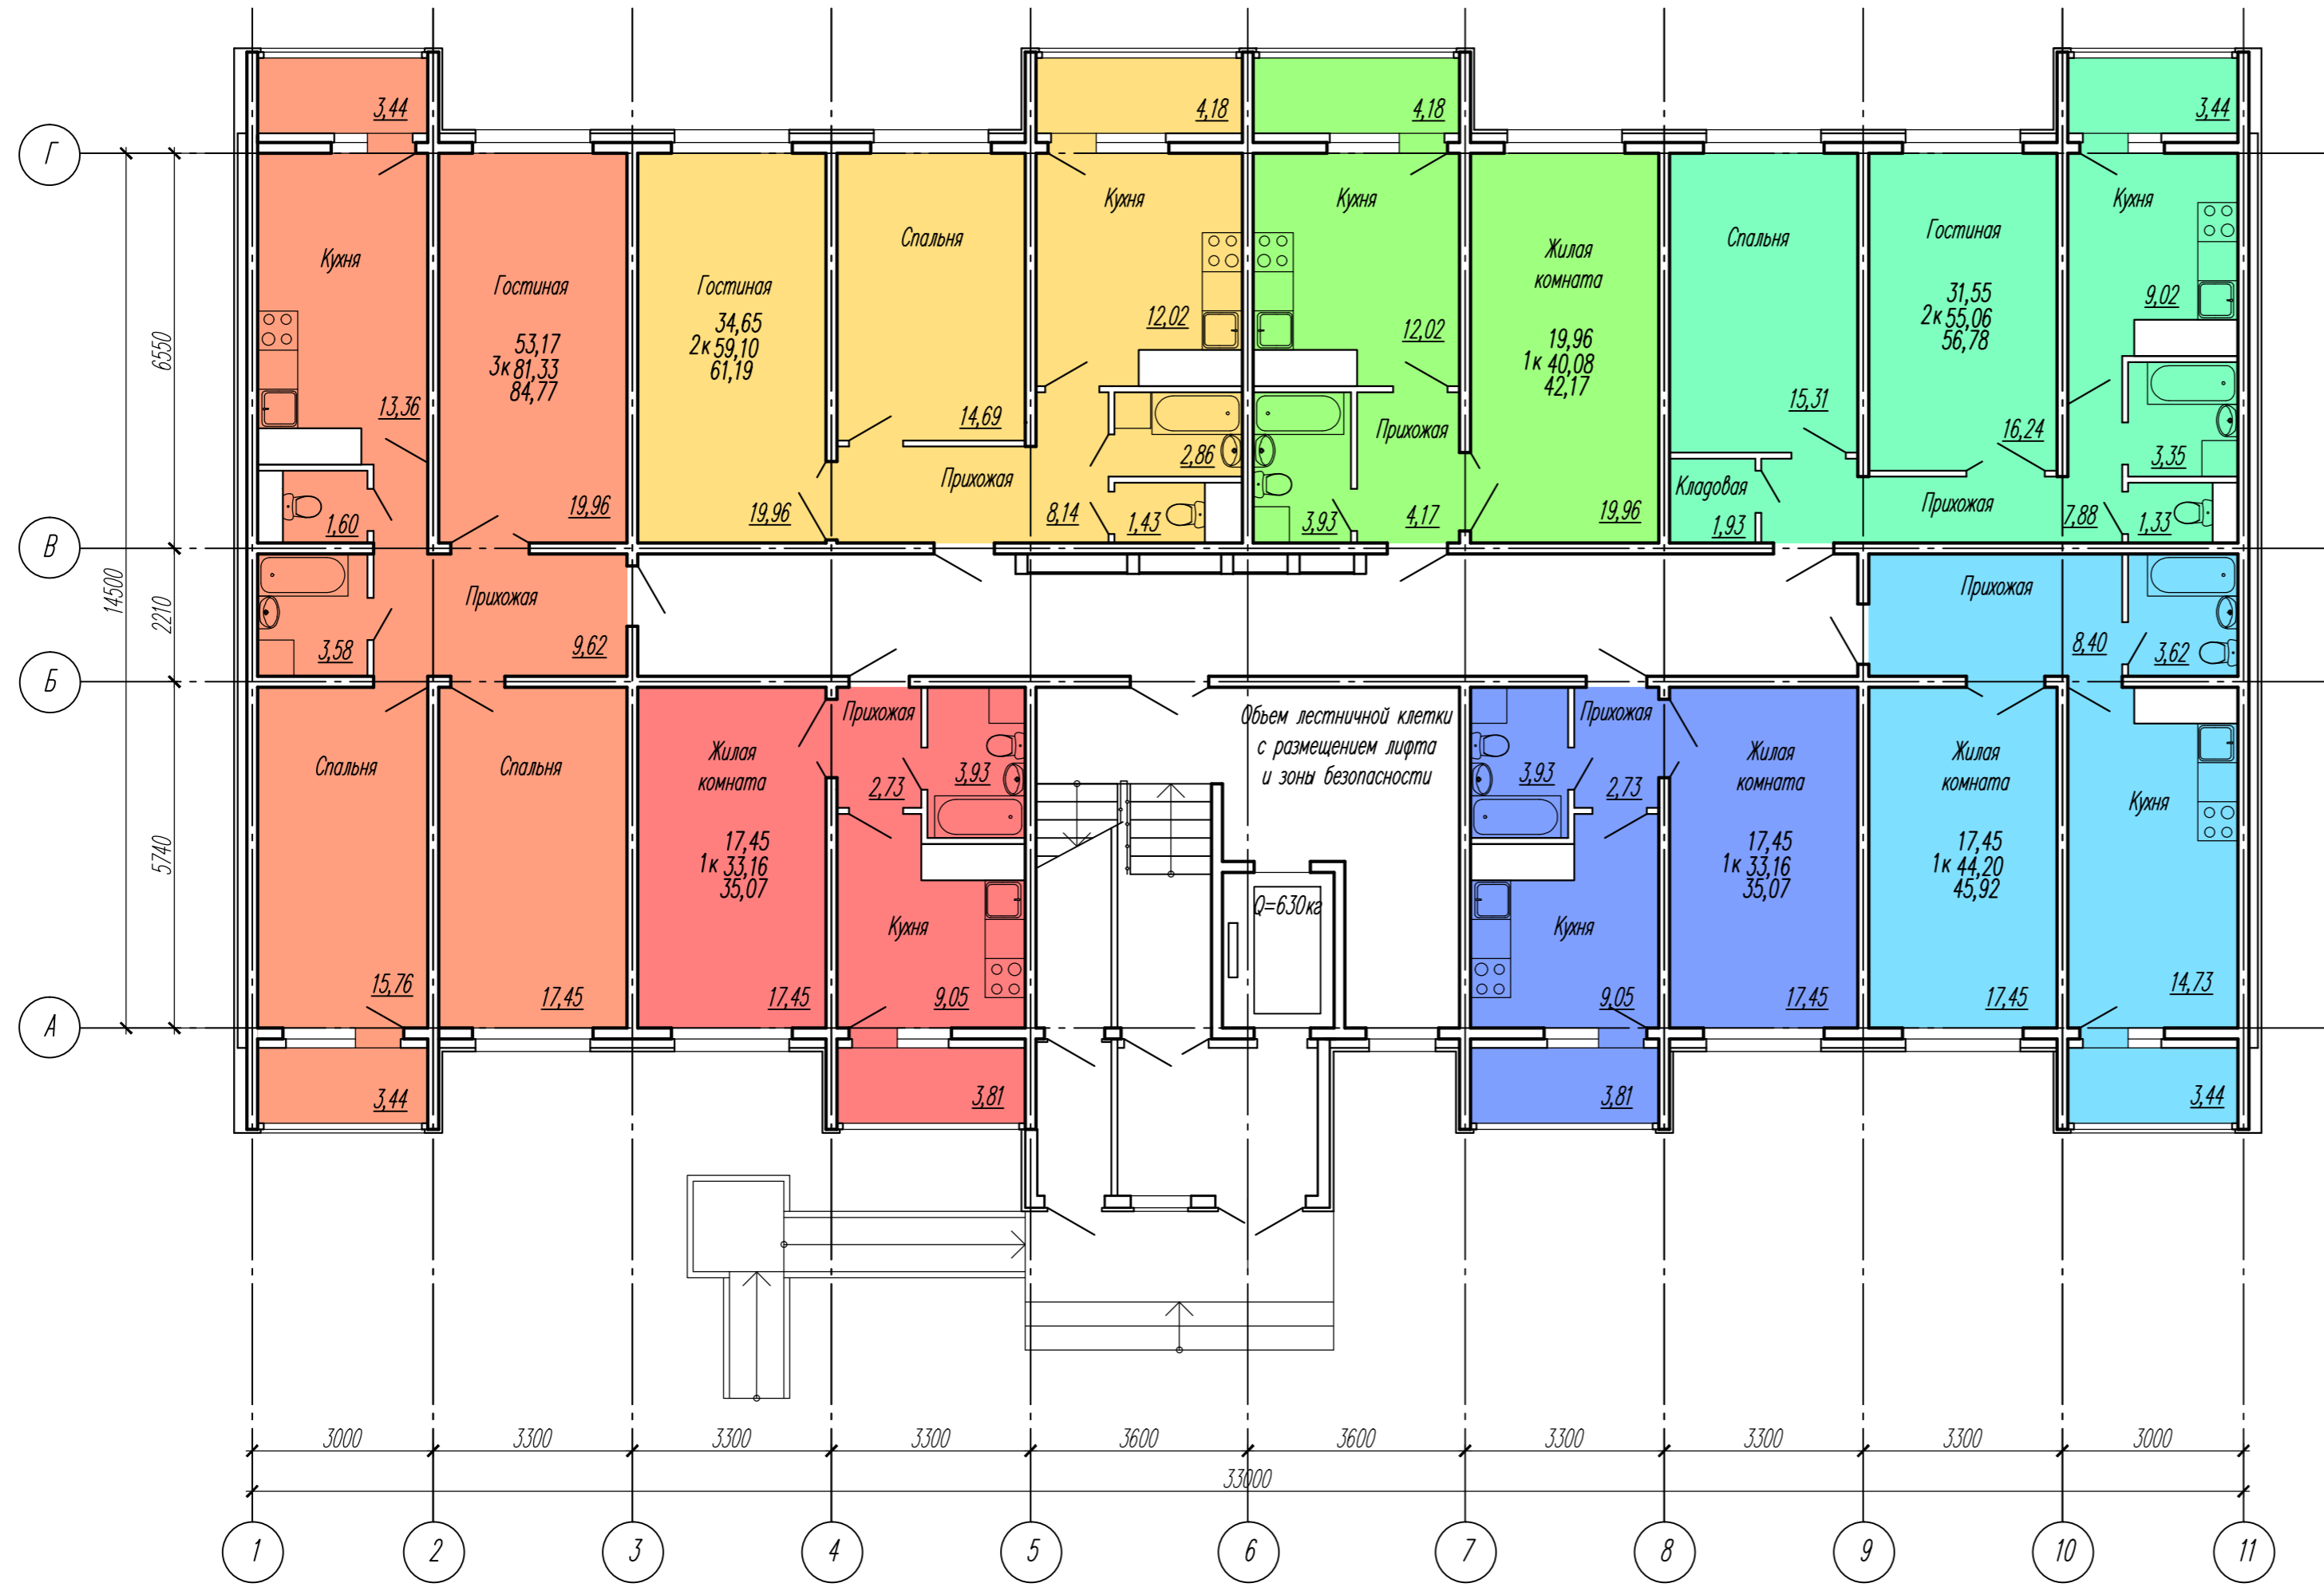 3,44
4,18
4,18
3,44
Г
Кухня
Гостиная
53,17
3к 81,33
84,77
13,36
19,96
1,60
Гостиная
34,65
2к 59,10
61,19
19,96
Спальня
14,69
Кухня
12,02
Прихожая
8,14
2,86
1,43
Кухня
12,02
Прихожая
3,93
4,17
Жилая
комната
19,96
1к 40,08
42,17
19,96
Спальня
15,31
Кладовая
1,93
Гостиная
31,55
2к 55,06
56,78
16,24
Прихожая
7,88
Кухня
9,02
3,35
1,33
6550
14500
2210
5740
В
Б
А
Прихожая
3,58
9,62
Прихожая
8,40
3,62
Спальня
15,76
Спальня
17,45
Жилая
комната
17,45
1к 33,16
35,07
17,45
Прихожая
2,73
3,93
Кухня
9,05
Объем лестничной клетки
с размещением лифта
и зоны безопасности
Q=630кг
Прихожая
3,93
2,73
Кухня
9,05
Жилая
комната
17,45
1к 33,16
35,07
17,45
Жилая
комната
17,45
1к 44,20
45,92
17,45
Кухня
14,73
3,44
3,81
3,81
3,44
3000
3300
3300
3300
3600
3600
3300
3300
3300
3000
33000
1
2
3
4
5
6
7
8
9
10
11